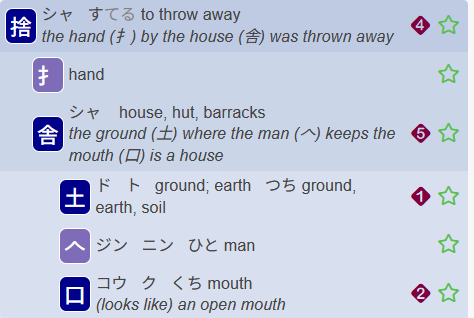 捨 シャ すてる to throw away
the hand (扌) by the house (舎) was thrown away 4
扌 hand
舎 シャ house, hut, barracks
the ground (土) where the man (へ) keeps the
mouth (口) is a house 5
土 ド ト ground; earth つち ground,
earth, soil 1
へ ジン ニン ひと man
口 コウ ク くち mouth
(looks like) an open mouth 2